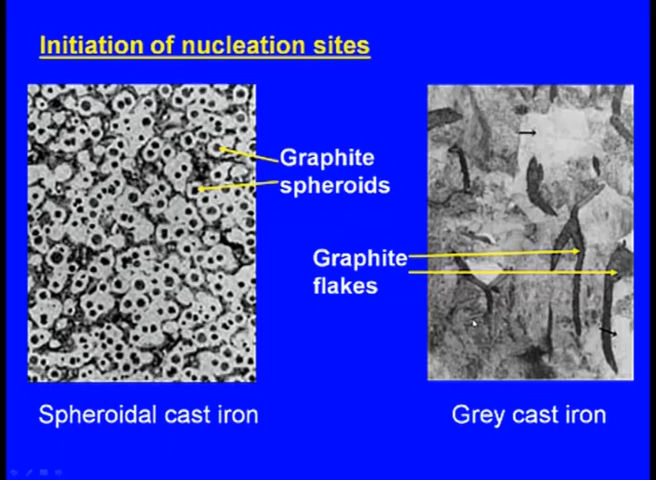 Initiation of nucleation sites
Graphite
spheroids
Graphite
flakes
Spheroidal cast iron
Grey cast iron